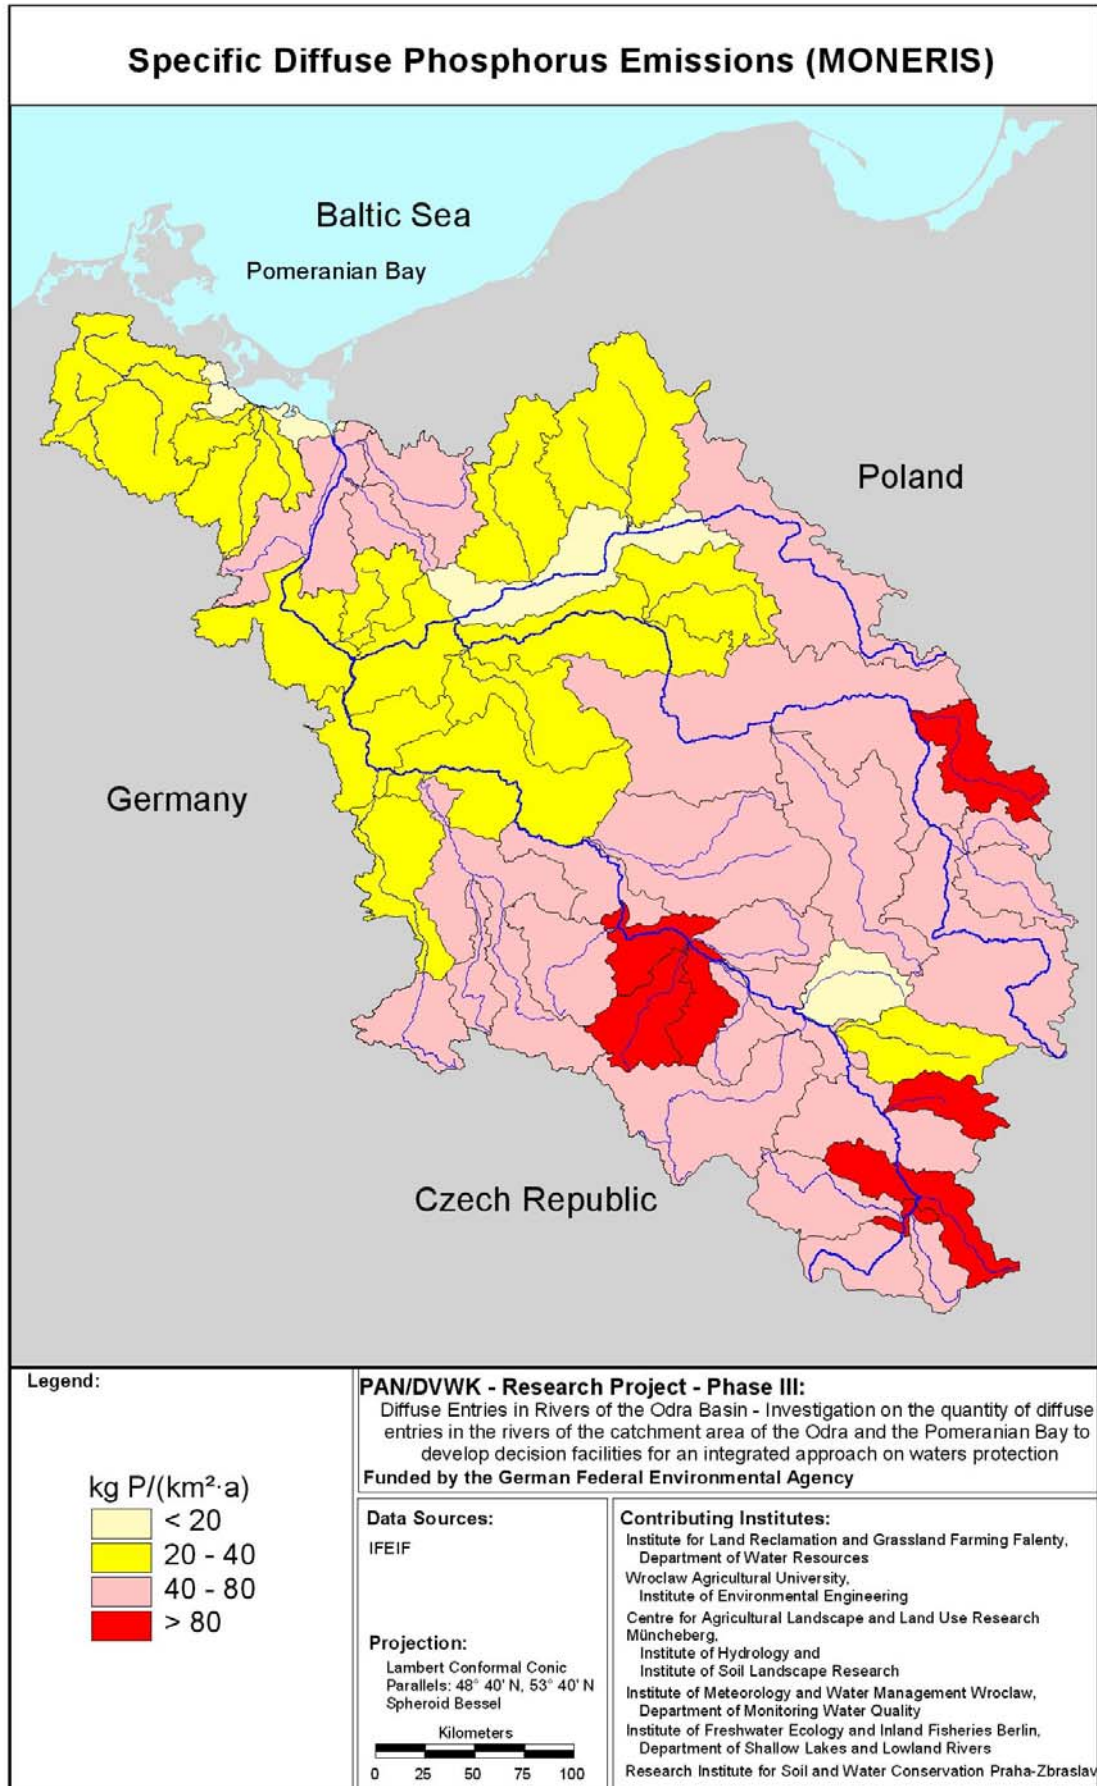 Specific Diffuse Phosphorus Emissions (MONERIS)
Baltic Sea
Pomeranian Bay
Poland
Germany
Czech Republic
Legend:
kg P/(km²·a)
< 20
20 - 40
40 - 80
> 80
PAN/DVWK - Research Project - Phase III:
Diffuse Entries in Rivers of the Odra Basin - Investigation on the quantity of diffuse
entries in the rivers of the catchment area of the Odra and the Pomeranian Bay to
develop decision facilities for an integrated approach on waters protection
Funded by the German Federal Environmental Agency
Data Sources:
IFEIF
Projection:
Lambert Conformal Conic
Parallels: 48° 40' N, 53° 40' N
Spheroid Bessel
Kilometers
0 25 50 75 100
Contributing Institutes:
Institute for Land Reclamation and Grassland Farming Falenty,
Department of Water Resources
Wroclaw Agricultural University,
Institute of Environmental Engineering
Centre for Agricultural Landscape and Land Use Research
Müncheberg,
Institute of Hydrology and
Institute of Soil Landscape Research
Institute of Meteorology and Water Management Wroclaw,
Department of Monitoring Water Quality
Institute of Freshwater Ecology and Inland Fisheries Berlin,
Department of Shallow Lakes and Lowland Rivers
Research Institute for Soil and Water Conservation Praha-Zbraslav